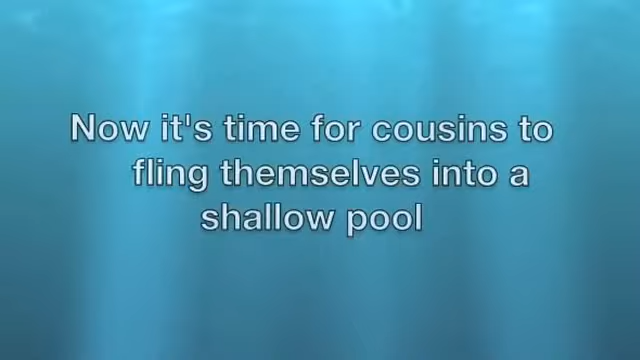 Now it's time for cousins to
fling themselves into a
shallow pool